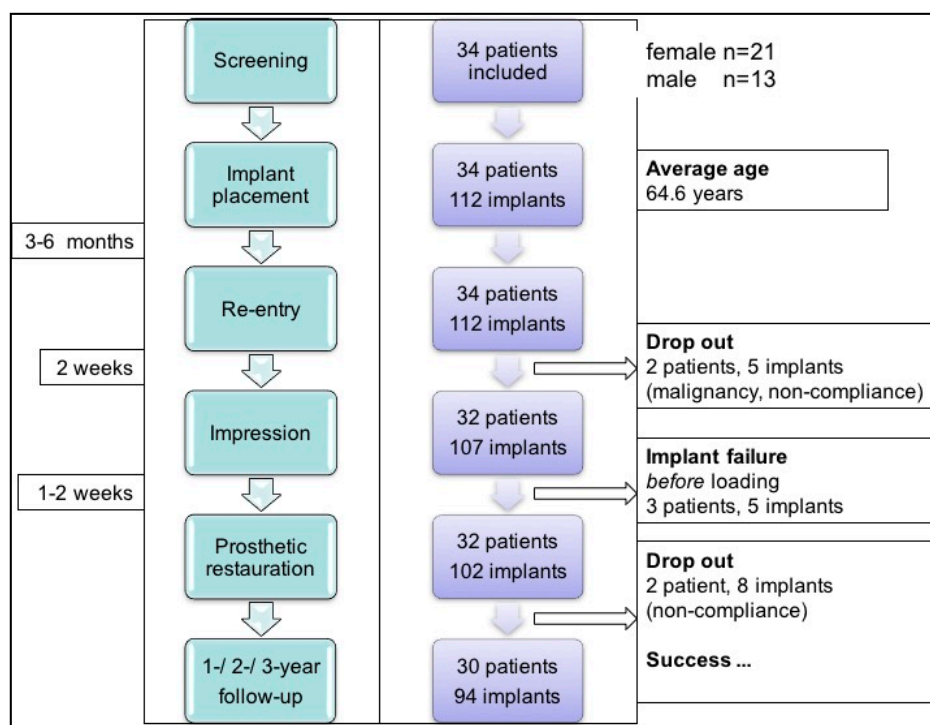 Screening
34 patients
included
female n=21
male n=13
Implant
placement
34 patients
112 implants
Average age
64.6 years
3-6 months
Re-entry
34 patients
112 implants
2 weeks
Drop out
2 patients, 5 implants
(malignancy, non-compliance)
Impression
32 patients
107 implants
1-2 weeks
Implant failure
before loading
3 patients, 5 implants
Prosthetic
restauration
32 patients
102 implants
Drop out
2 patient, 8 implants
(non-compliance)
Success ...
1-/ 2-/ 3-year
follow-up
30 patients
94 implants